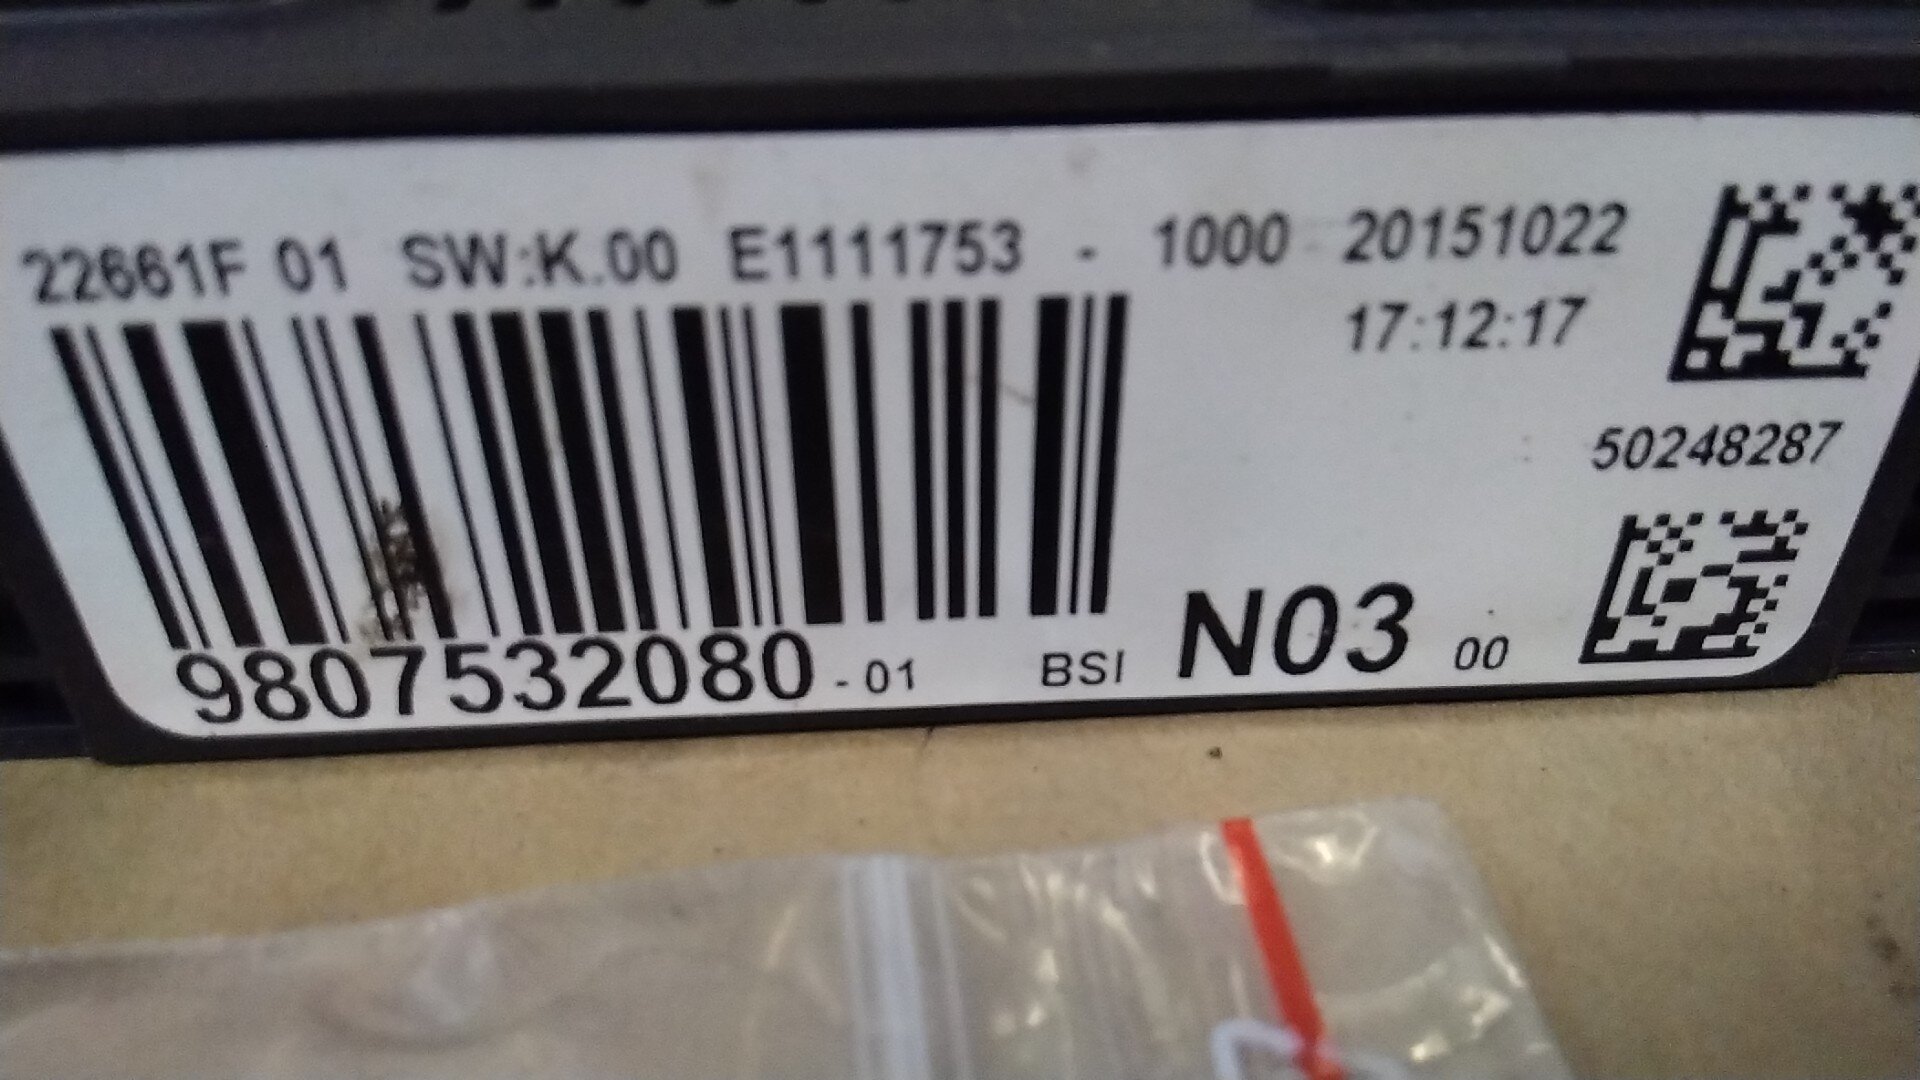 22661F 01 SW:K.00 E1111753 - 1000 20151022
17:12:17
50248287
9807532080 - 01 BSI N03 00